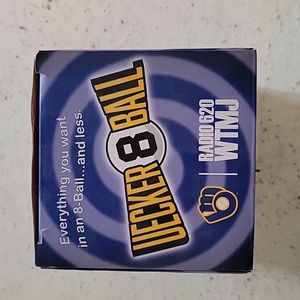 Everything you want
in an 8-Ball...and less.
UECKER 8 BALL
RADIO 620
WTMJ